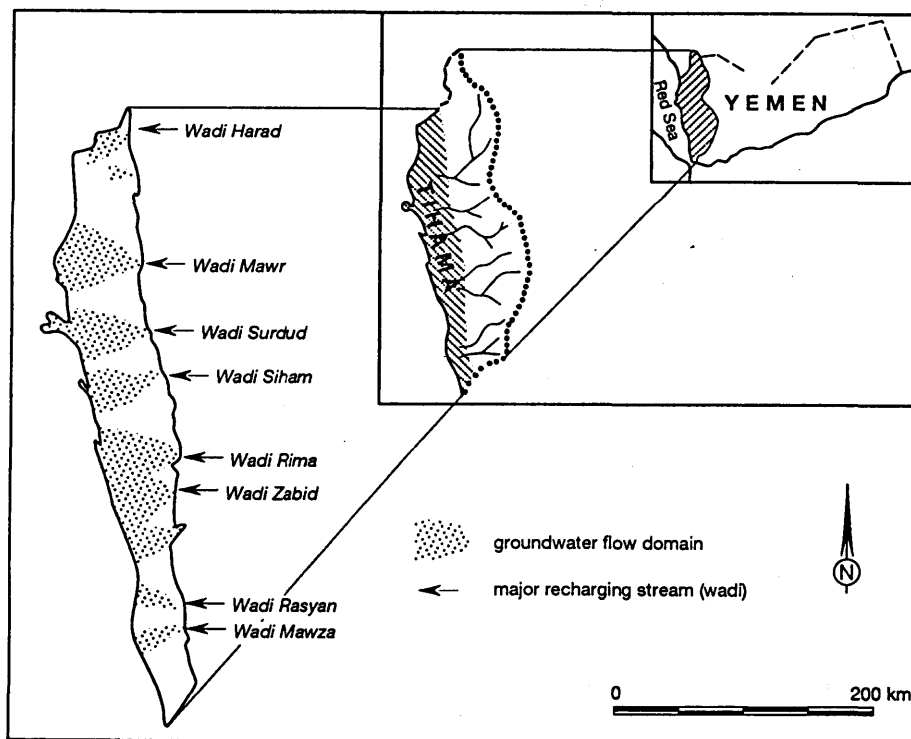 Wadi Harad
Wadi Mawr
Wadi Surdud
Wadi Siham
Wadi Rima
Wadi Zabid
Wadi Rasyan
Wadi Mawza
TIHAMA
Red Sea
YEMEN
groundwater flow domain
major recharging stream (wadi)
N
0 200 km